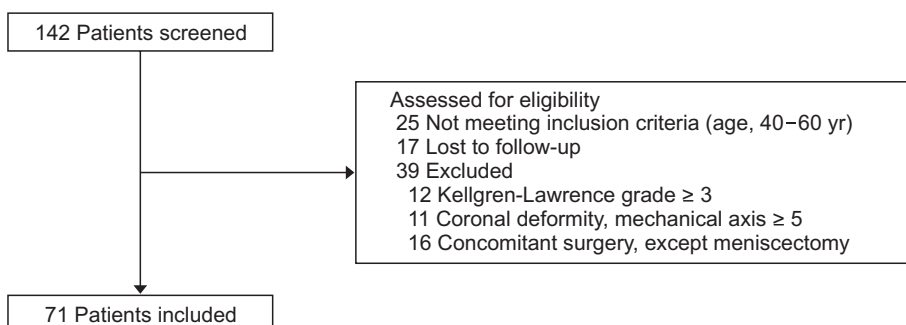 142 Patients screened
Assessed for eligibility
25 Not meeting inclusion criteria (age, 40−60 yr)
17 Lost to follow-up
39 Excluded
12 Kellgren-Lawrence grade ≥ 3
11 Coronal deformity, mechanical axis ≥ 5
16 Concomitant surgery, except meniscectomy
71 Patients included